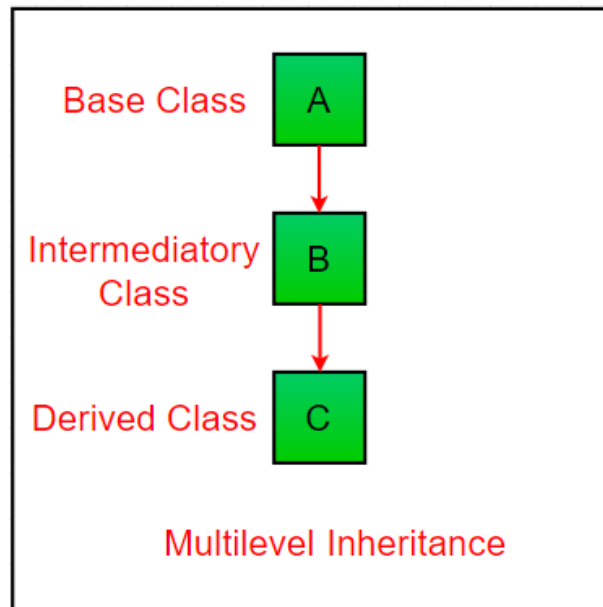 Base Class A
Intermediatory
Class
B
Derived Class C
Multilevel Inheritance